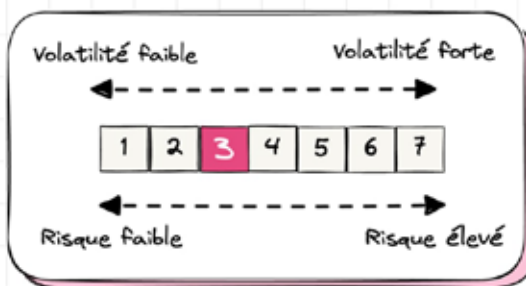 Volatilité faible Volatilité forte
1 2 3 4 5 6 7
Risque faible Risque élevé